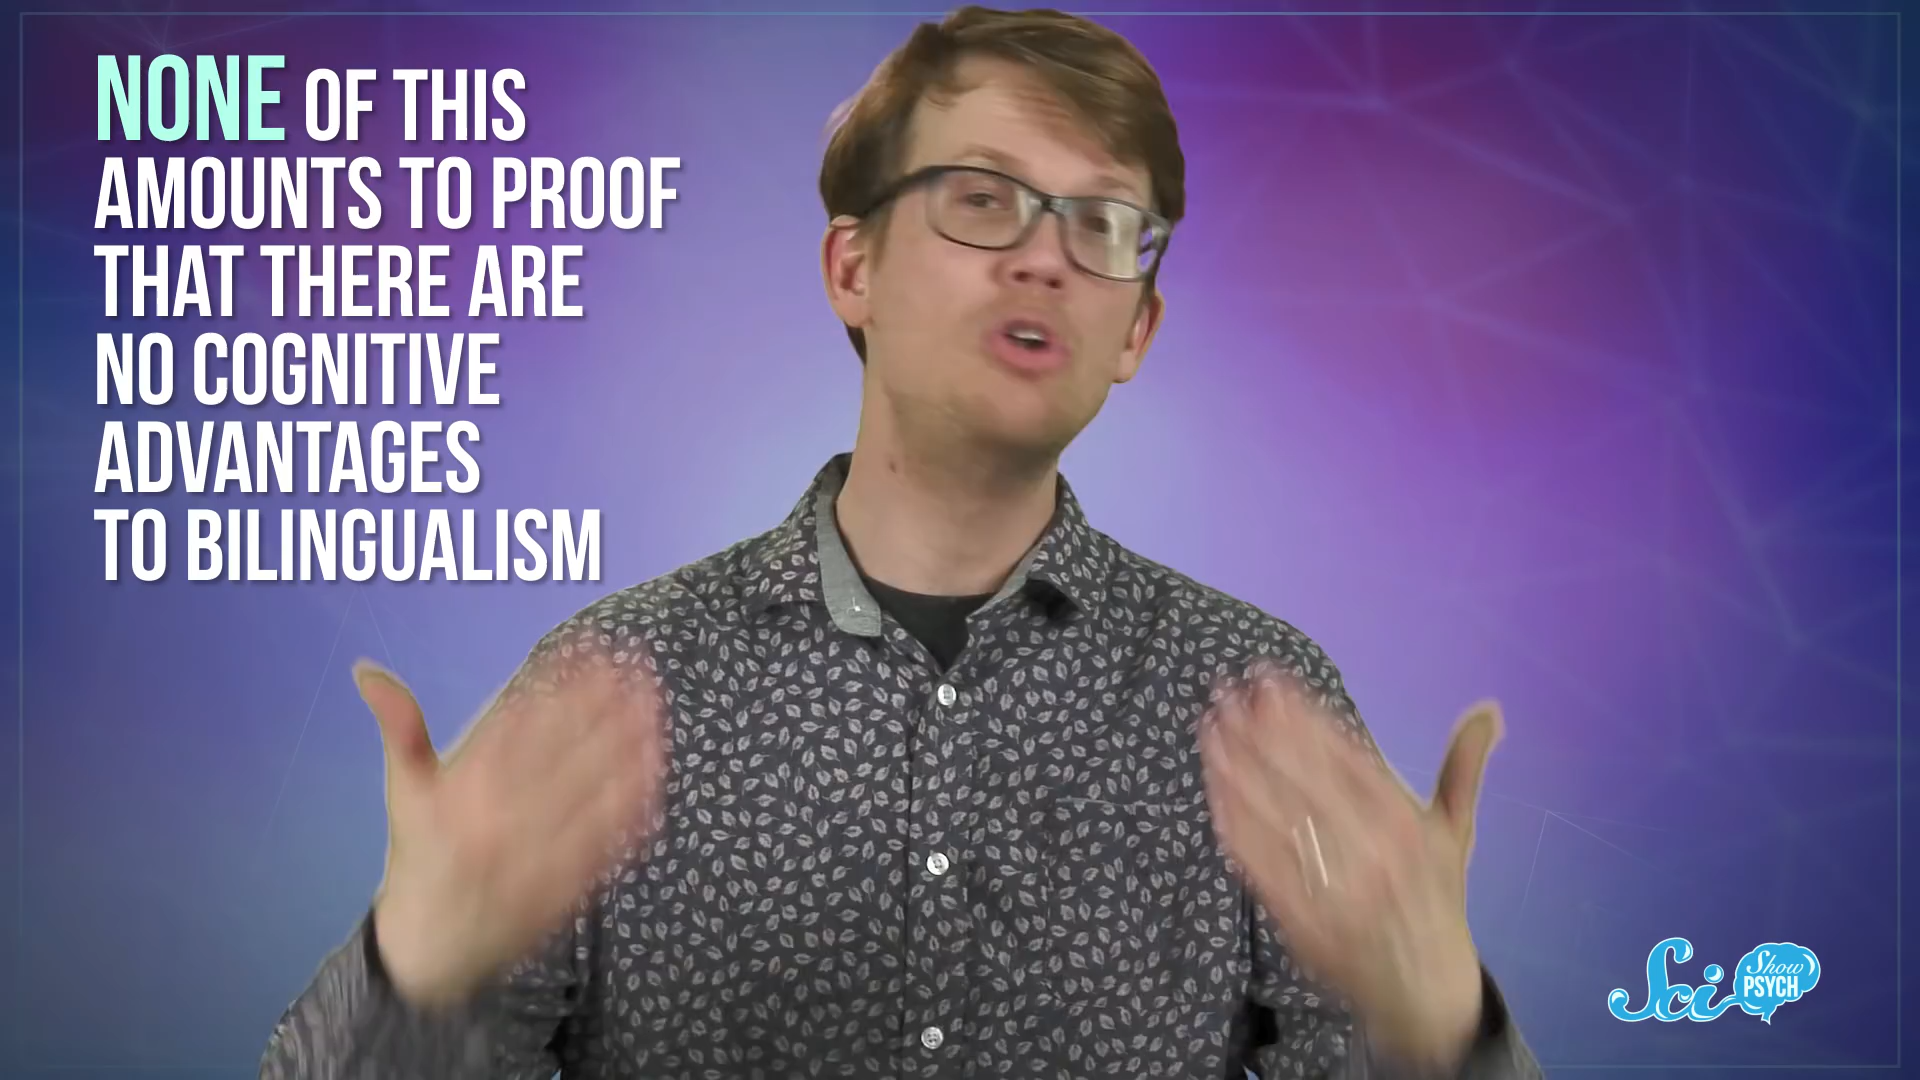 NONE OF THIS
AMOUNTS TO PROOF
THAT THERE ARE
NO COGNITIVE
ADVANTAGES
TO BILINGUALISM
Sci Show
PSYCH